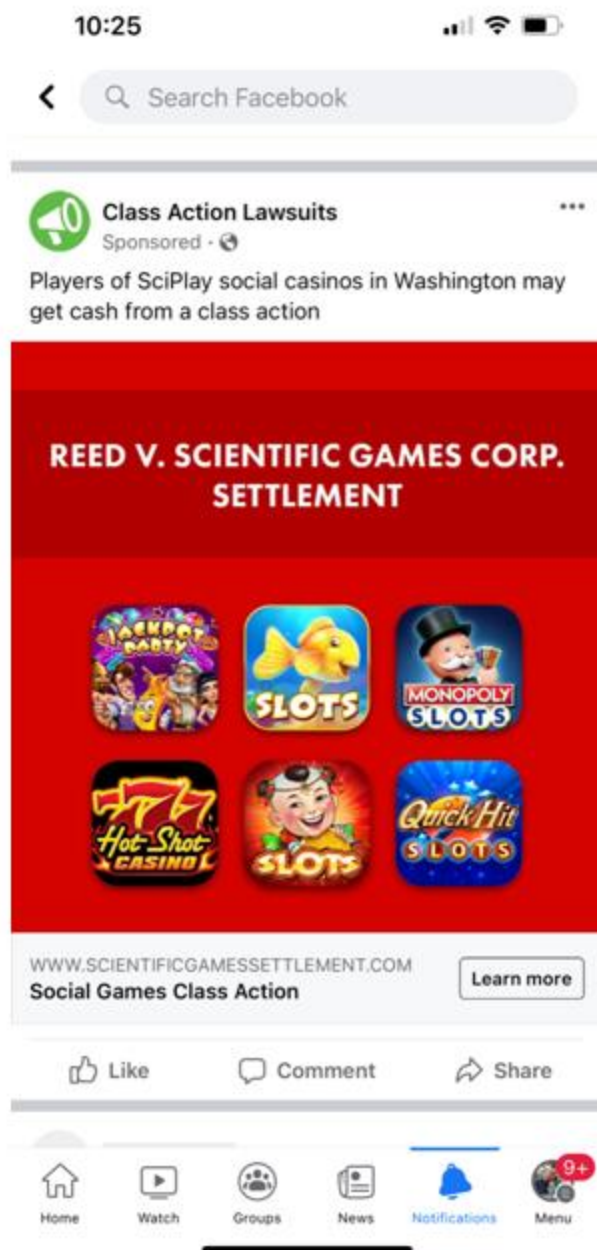 10:25
Search Facebook
Class Action Lawsuits
Sponsored ·
Players of SciPlay social casinos in Washington may
get cash from a class action
REED V. SCIENTIFIC GAMES CORP.
SETTLEMENT
JACKPOT
PARTY
SLOTS
MONOPOLY
SLOTS
777
Hot Shot
CASINO
SLOTS
Quick Hit
SLOTS
WWW.SCIENTIFICGAMESSETTLEMENT.COM
Social Games Class Action
Learn more
Like
Comment
Share
9+
Home
Watch
Groups
News
Notifications
Menu